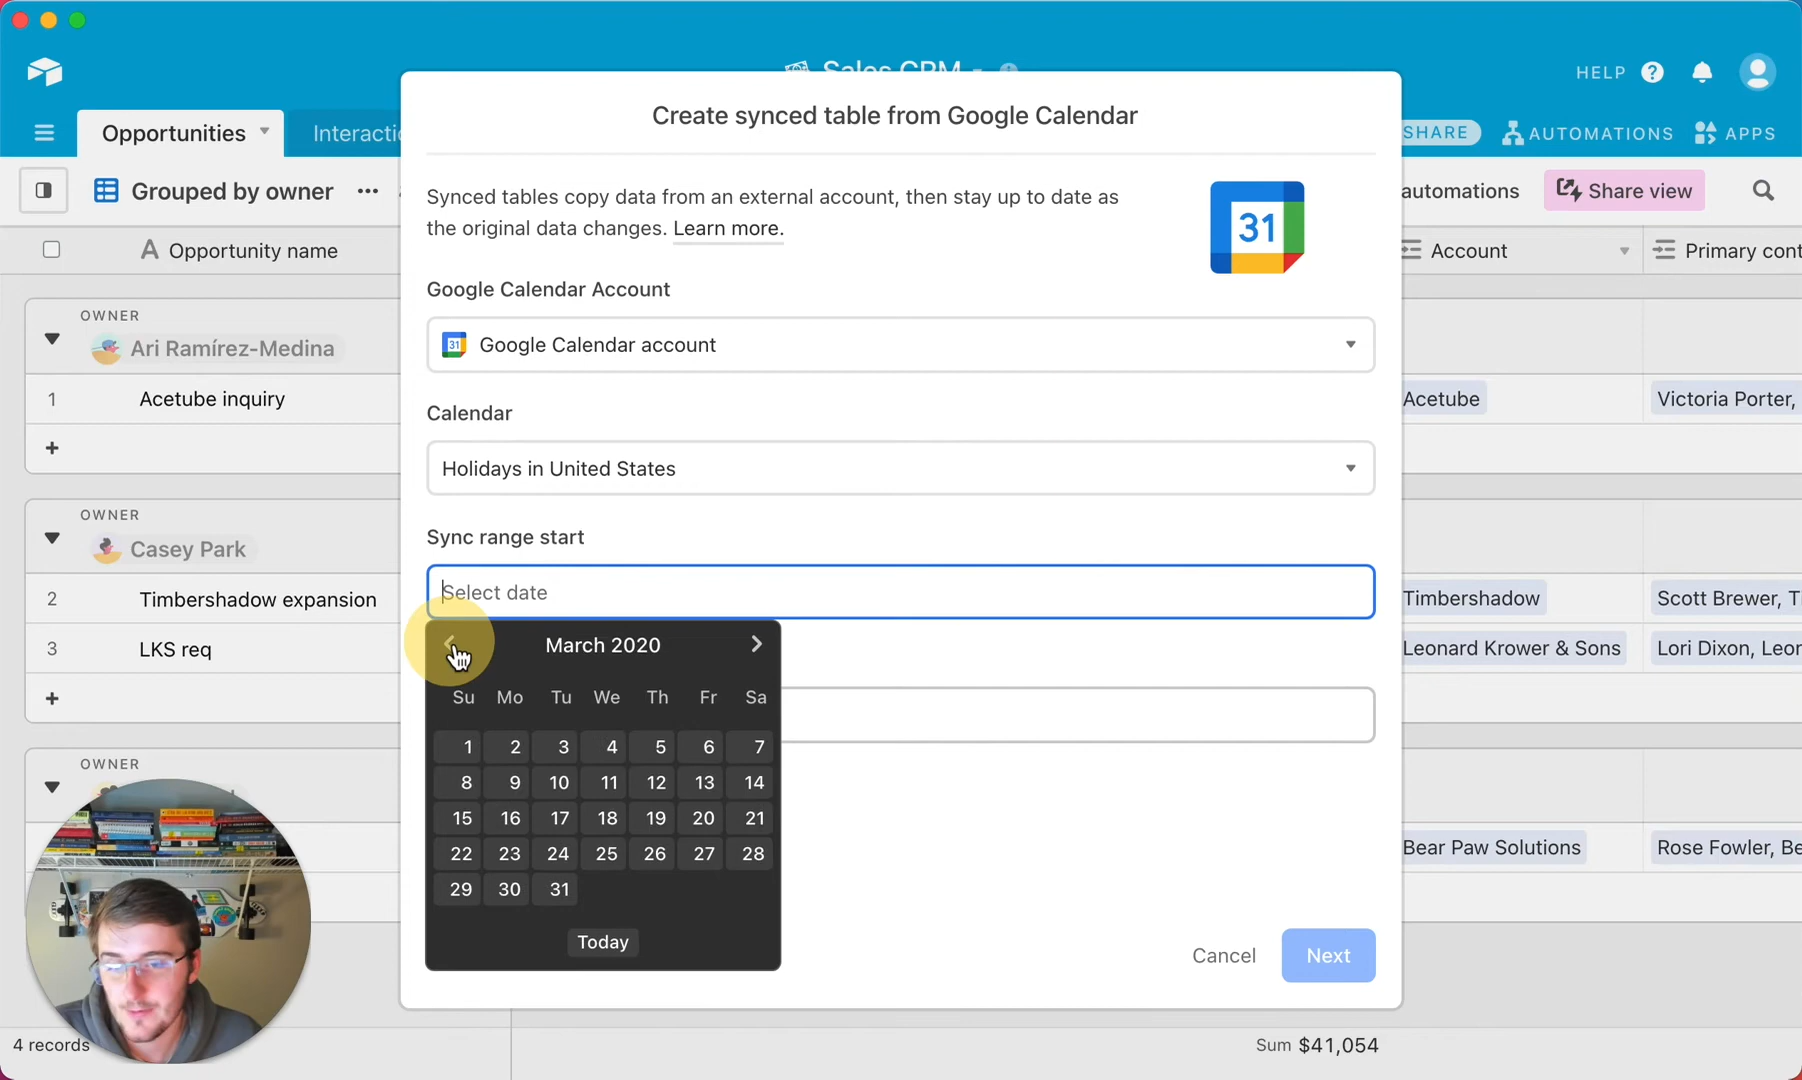 Sales CRM
HELP
Opportunities
Interactio
SHARE
AUTOMATIONS
APPS
Grouped by owner
automations
Share view
Opportunity name
Account
Primary cont
OWNER
Ari Ramírez-Medina
1 Acetube inquiry
Acetube
Victoria Porter,
+
OWNER
Casey Park
2 Timbershadow expansion
Timbershadow
Scott Brewer, T
3 LKS req
Leonard Krower & Sons
Lori Dixon, Leor
+
OWNER
Bear Paw Solutions
Rose Fowler, Be
4 records
Sum $41,054
Create synced table from Google Calendar
Synced tables copy data from an external account, then stay up to date as
the original data changes. Learn more.
31
Google Calendar Account
31 Google Calendar account
Calendar
Holidays in United States
Sync range start
Select date
March 2020
Su Mo Tu We Th Fr Sa
1 2 3 4 5 6 7
8 9 10 11 12 13 14
15 16 17 18 19 20 21
22 23 24 25 26 27 28
29 30 31
Today
Cancel
Next